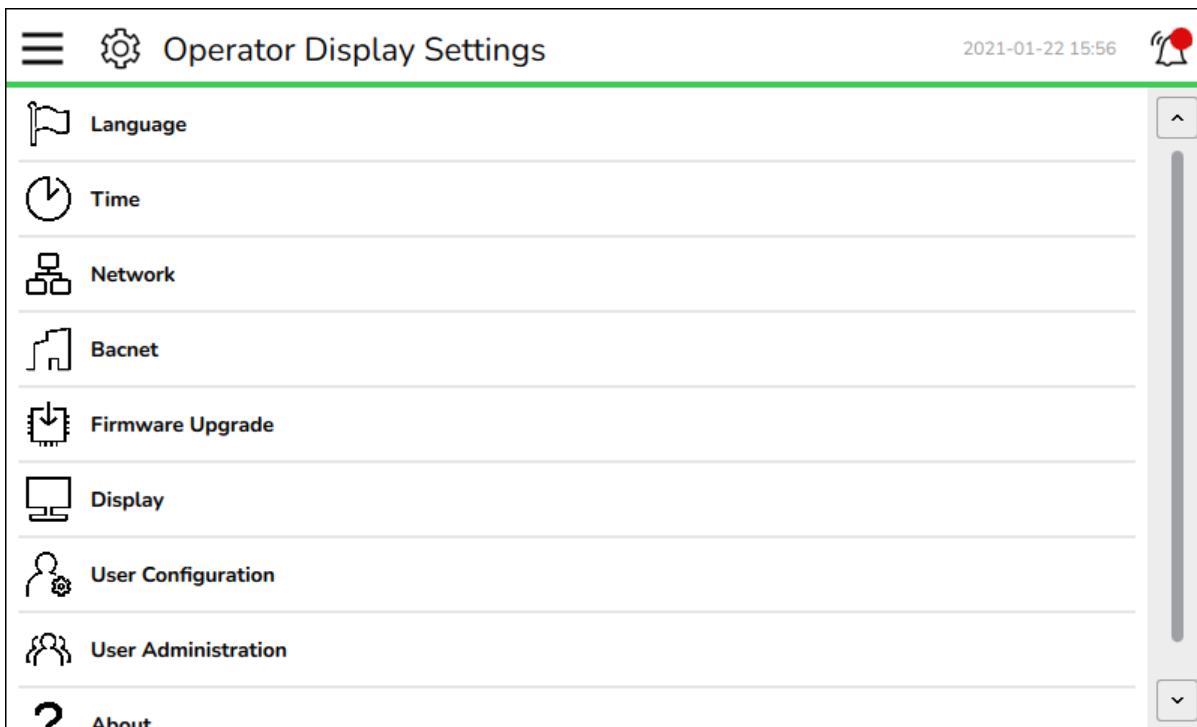 Operator Display Settings
2021-01-22 15:56
Language
Time
Network
Bacnet
Firmware Upgrade
Display
User Configuration
User Administration
About